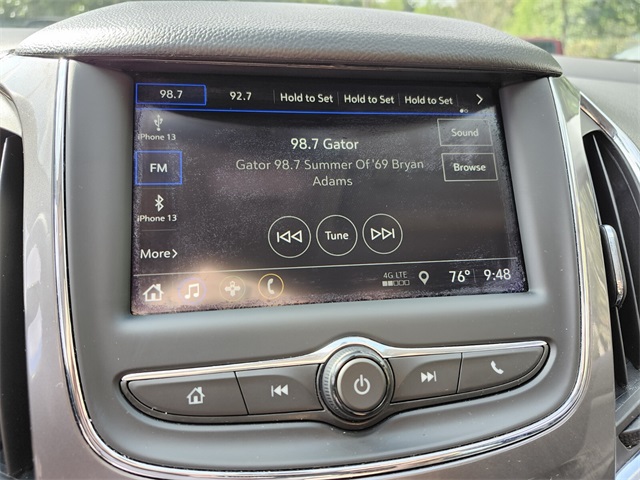 98.7 92.7 Hold to Set Hold to Set Hold to Set
iPhone 13
98.7 Gator
Sound
FM
Gator 98.7 Summer Of '69 Bryan
Adams
Browse
iPhone 13
Tune
More
4G LTE
76° 9:48